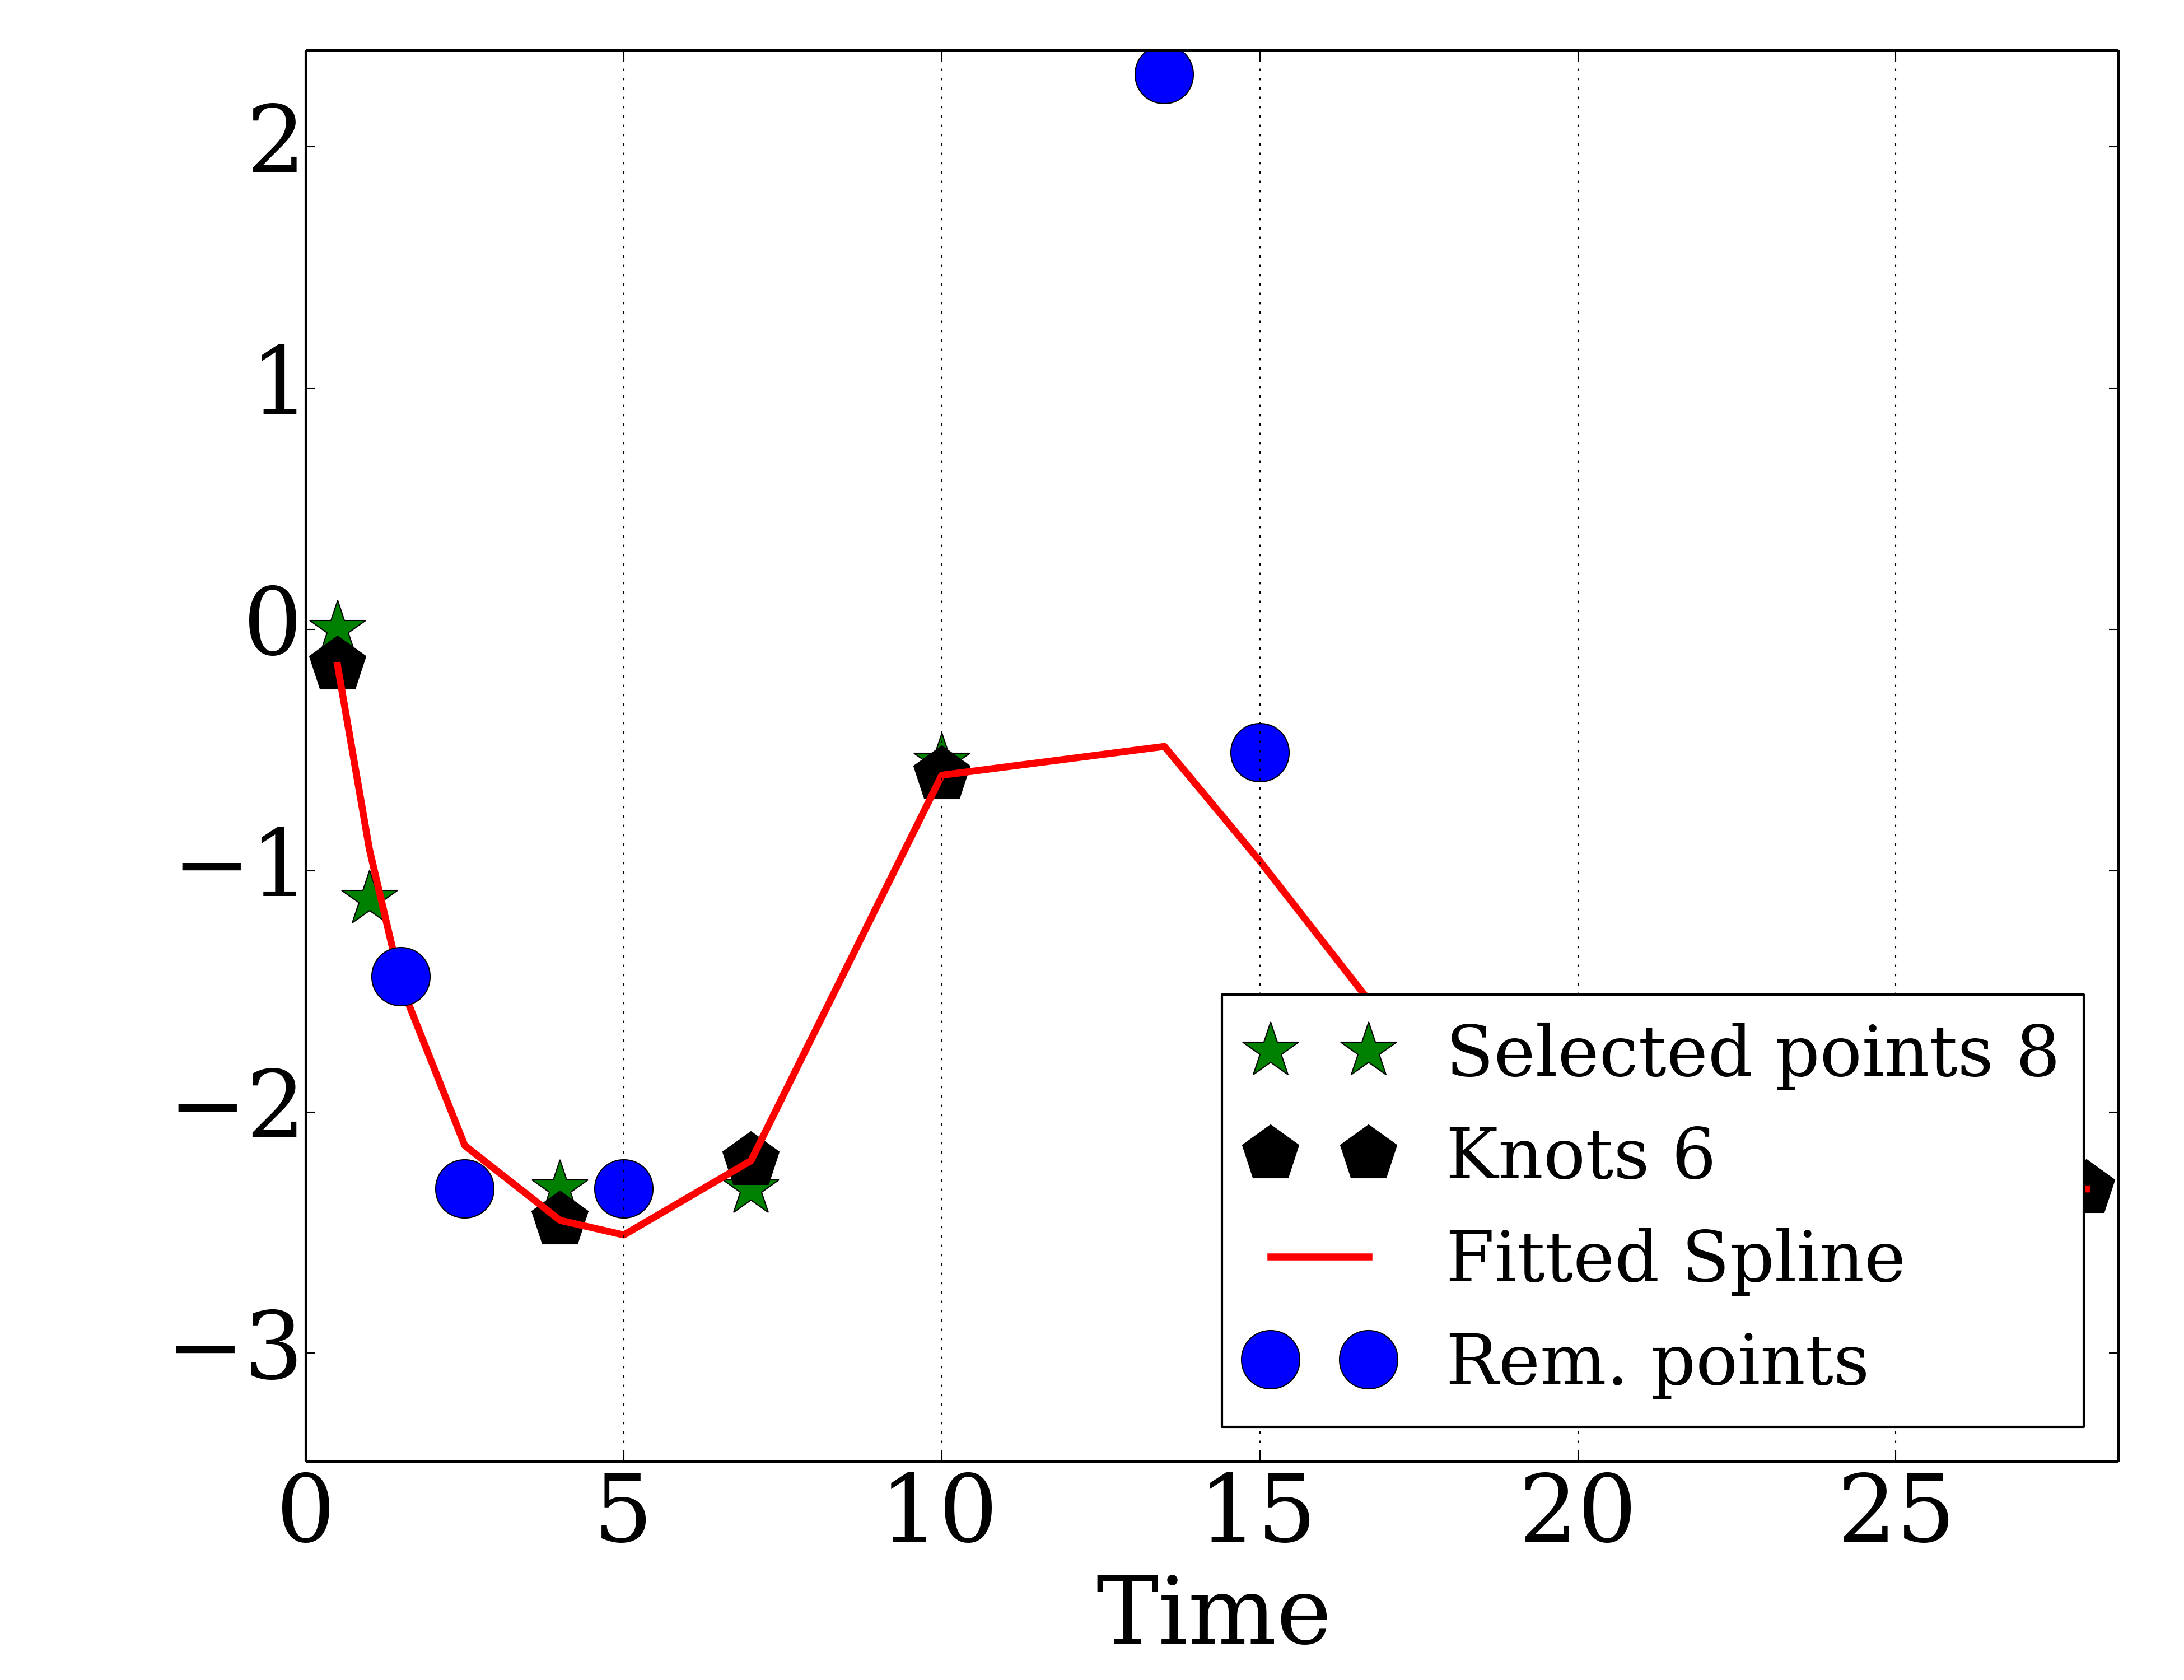 2
1
0
−1
−2
−3
0 5 10 15 20 25
Time
Selected points 8
Knots 6
Fitted Spline
Rem. points